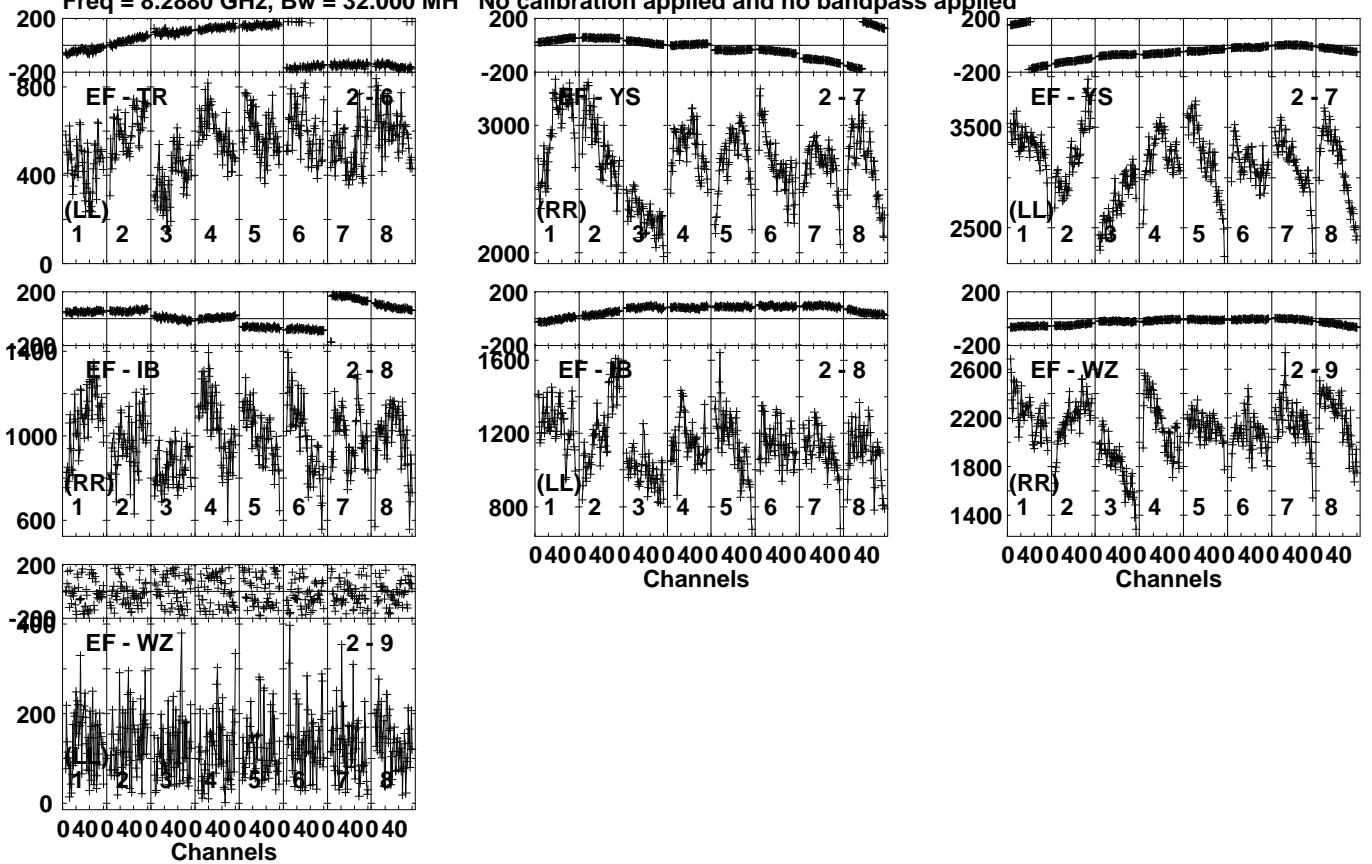 Freq = 8.2880 GHz, Bw = 32.000 MH No calibration applied and no bandpass applied
200 200 200
-200 -200 -200
800 EF - TR 2 - 6 EF - YS 2 - 7 EF - YS 2 - 7
3000 3500
400
(LL) (RR) (LL)
1 2 3 4 5 6 7 8 1 2 3 4 5 6 7 8 1 2 3 4 5 6 7 8
0 2000 2500
200 200 200
-200 -200 -200
1400 EF - IB 2 - 8 1600 EF - IB 2 - 8 2600 EF - WZ 2 - 9
2200
1000 1200
1800
(RR) (LL) (RR)
1 2 3 4 5 6 7 8 1 2 3 4 5 6 7 8 1 2 3 4 5 6 7 8
600 800 1400
0 40 0 40 0 40 0 40 0 40 0 40 0 40 0 40 0 40 0 40 0 40 0 40 0 40 0 40 0 40 0 40
Channels Channels
200
-200
400 EF - WZ 2 - 9
200
(LL)
1 2 3 4 5 6 7 8
0
0 40 0 40 0 40 0 40 0 40 0 40 0 40 0 40
Channels